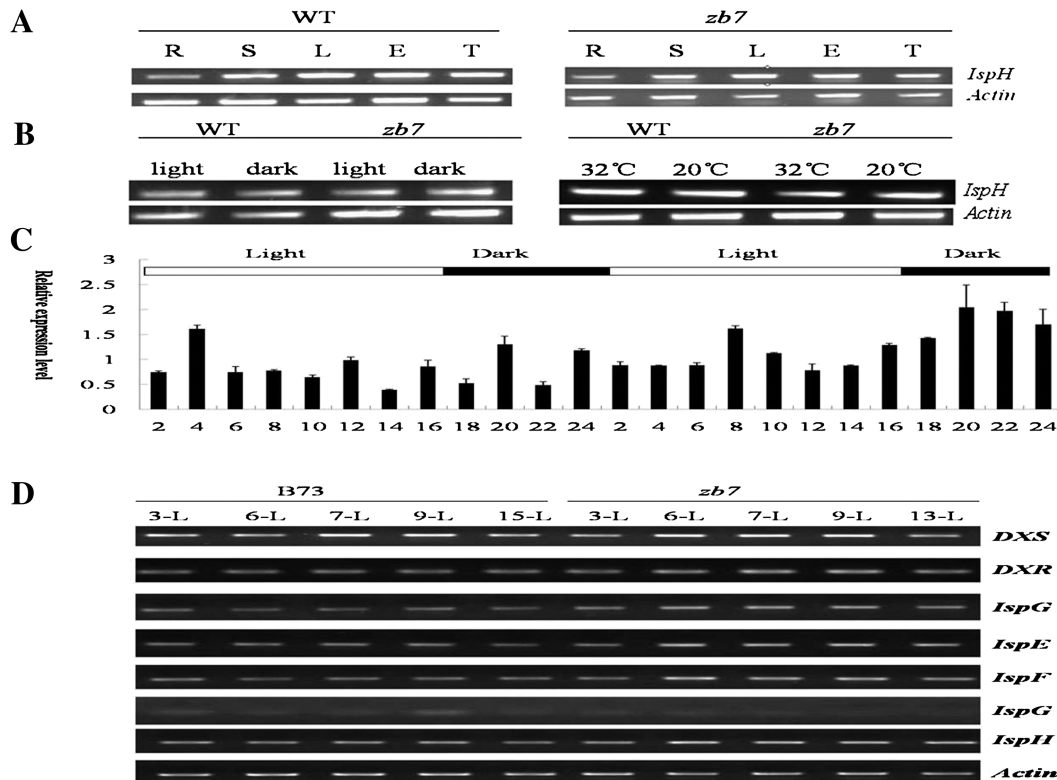 A
WT zb7
R S L E T R S L E T
IspH
Actin
B
WT zb7 WT zb7
light dark light dark 32℃ 20℃ 32℃ 20℃
IspH
Actin
C
Light Dark Light Dark
Relative expression level
3
2.5
2
1.5
1
0.5
0
2 4 6 8 10 12 14 16 18 20 22 24 2 4 6 8 10 12 14 16 18 20 22 24
D
B73 zb7
3-L 6-L 7-L 9-L 15-L 3-L 6-L 7-L 9-L 13-L
DXS
DXR
IspG
IspE
IspF
IspG
IspH
Actin